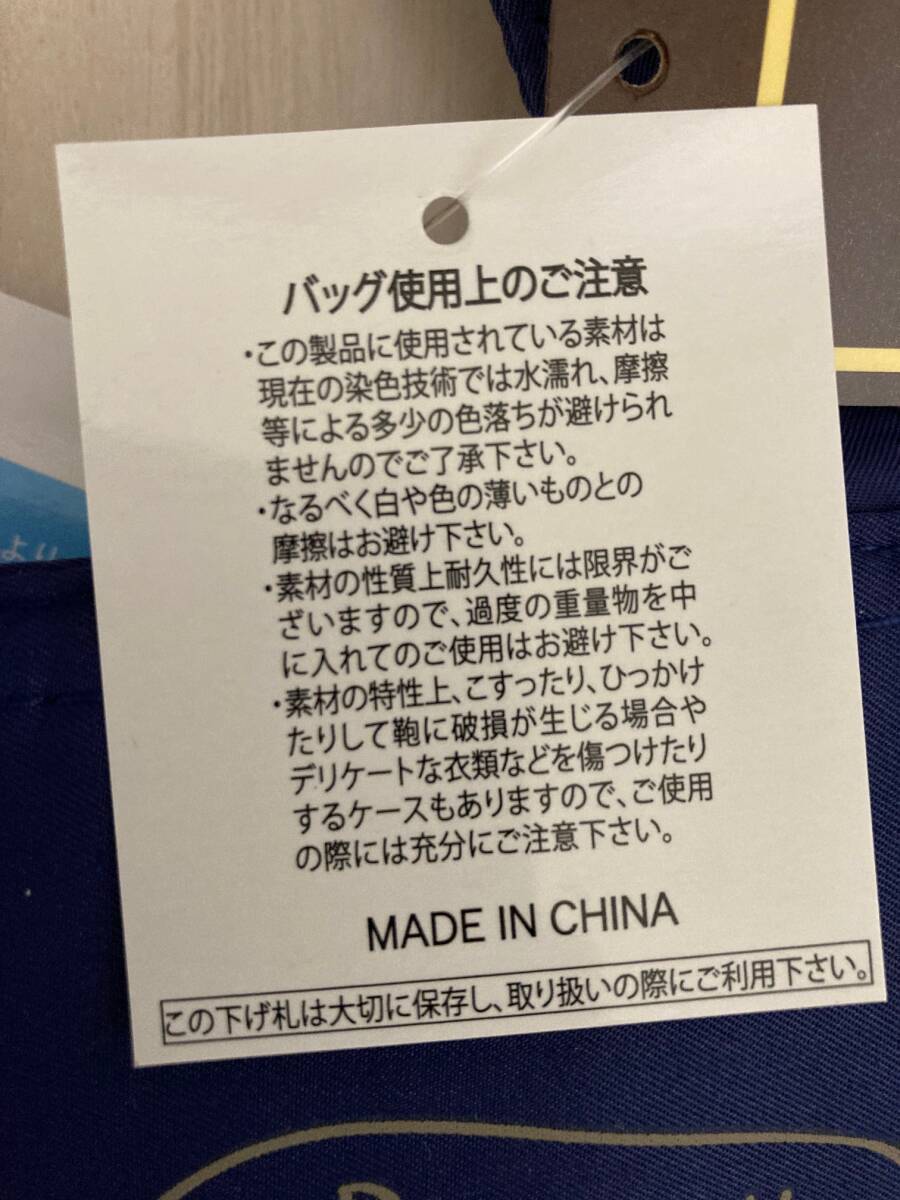 バッグ使用上のご注意
・この製品に使用されている素材は
現在の染色技術では水濡れ、摩擦
等による多少の色落ちが避けられ
ませんのでご了承下さい。
・なるべく白や色の薄いものとの
摩擦はお避け下さい。
・素材の性質上耐久性には限界がご
ざいますので、過度の重量物を中
に入れてのご使用はお避け下さい。
・素材の特性上、こすったり、ひっかけ
たりして鞄に破損が生じる場合や
デリケートな衣類などを傷つけたり
するケースもありますので、ご使用
の際には充分にご注意下さい。
MADE IN CHINA
この下げ札は大切に保存し、取り扱いの際にご利用下さい。
より